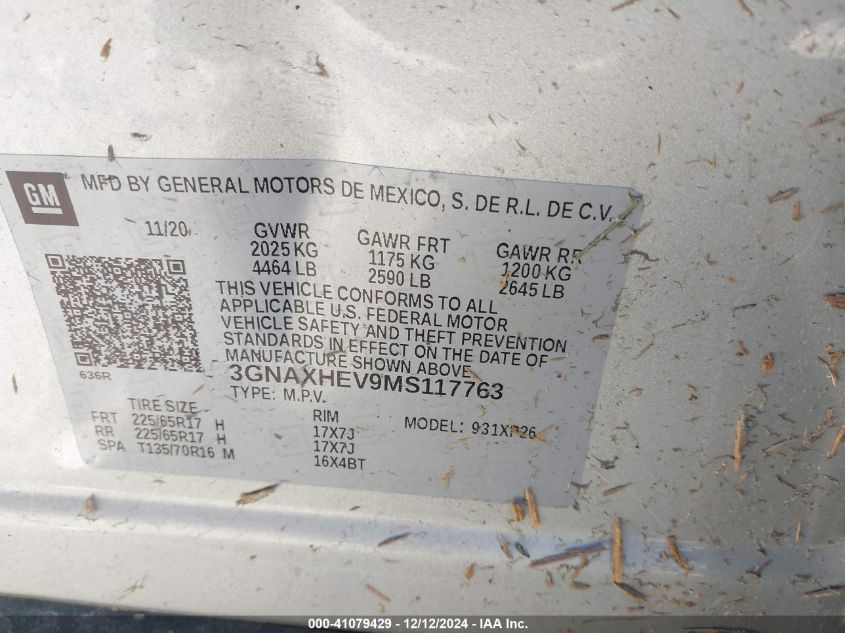 GM
MFD BY GENERAL MOTORS DE MEXICO, S. DE R.L. DE C.V.
11/20 GVWR GAWR FRT GAWR RR
2025 KG 1175 KG 1200 KG
4464 LB 2590 LB 2645 LB
THIS VEHICLE CONFORMS TO ALL
APPLICABLE U.S. FEDERAL MOTOR
VEHICLE SAFETY AND THEFT PREVENTION
STANDARDS IN EFFECT ON THE DATE OF
MANUFACTURE SHOWN ABOVE.
636R
3GNAXHEV9MS117763
TYPE: M.P.V.
TIRE SIZE RIM MODEL: 931XP26
FRT 225/65R17 H 17X7J
RR 225/65R17 H 17X7J
SPA T135/70R16 M 16X4BT
000-41079429 - 12/12/2024 - IAA Inc.